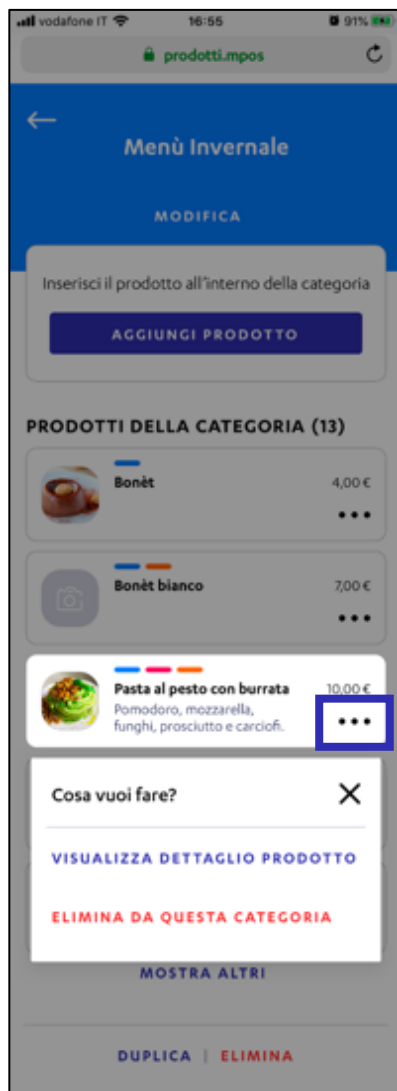 vodafone IT 16:55 91%
prodotti.mpos
Menù Invernale
MODIFICA
Inserisci il prodotto all'interno della categoria
AGGIUNGI PRODOTTO
PRODOTTI DELLA CATEGORIA (13)
Bonèt 4,00 €
Bonèt bianco 7,00 €
Pasta al pesto con burrata 10,00 €
Pomodoro, mozzarella,
funghi, prosciutto e carciofi.
Cosa vuoi fare?
VISUALIZZA DETTAGLIO PRODOTTO
ELIMINA DA QUESTA CATEGORIA
MOSTRA ALTRI
DUPLICA | ELIMINA